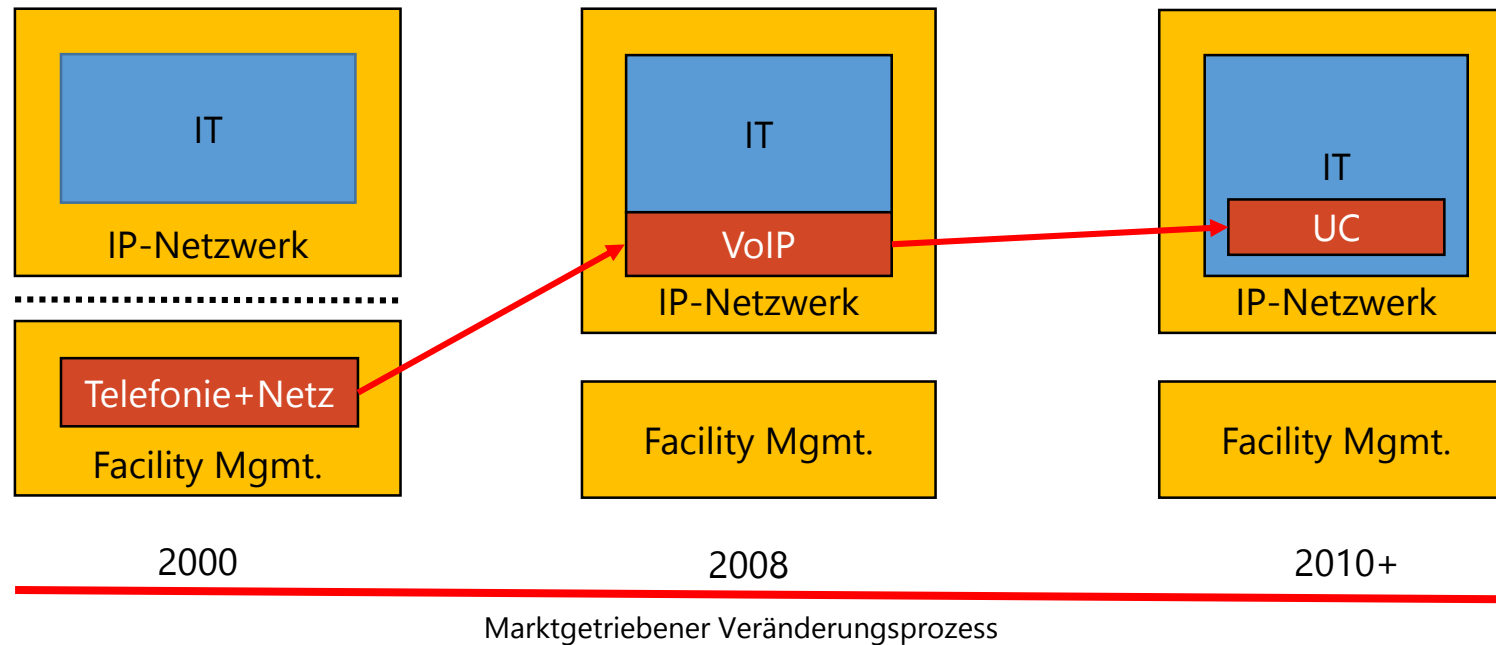 IT
IP-Netzwerk
Telefonie+Netz
Facility Mgmt.
2000
IT
VoIP
IP-Netzwerk
Facility Mgmt.
2008
IT
UC
IP-Netzwerk
Facility Mgmt.
2010+
Marktgetriebener Veränderungsprozess